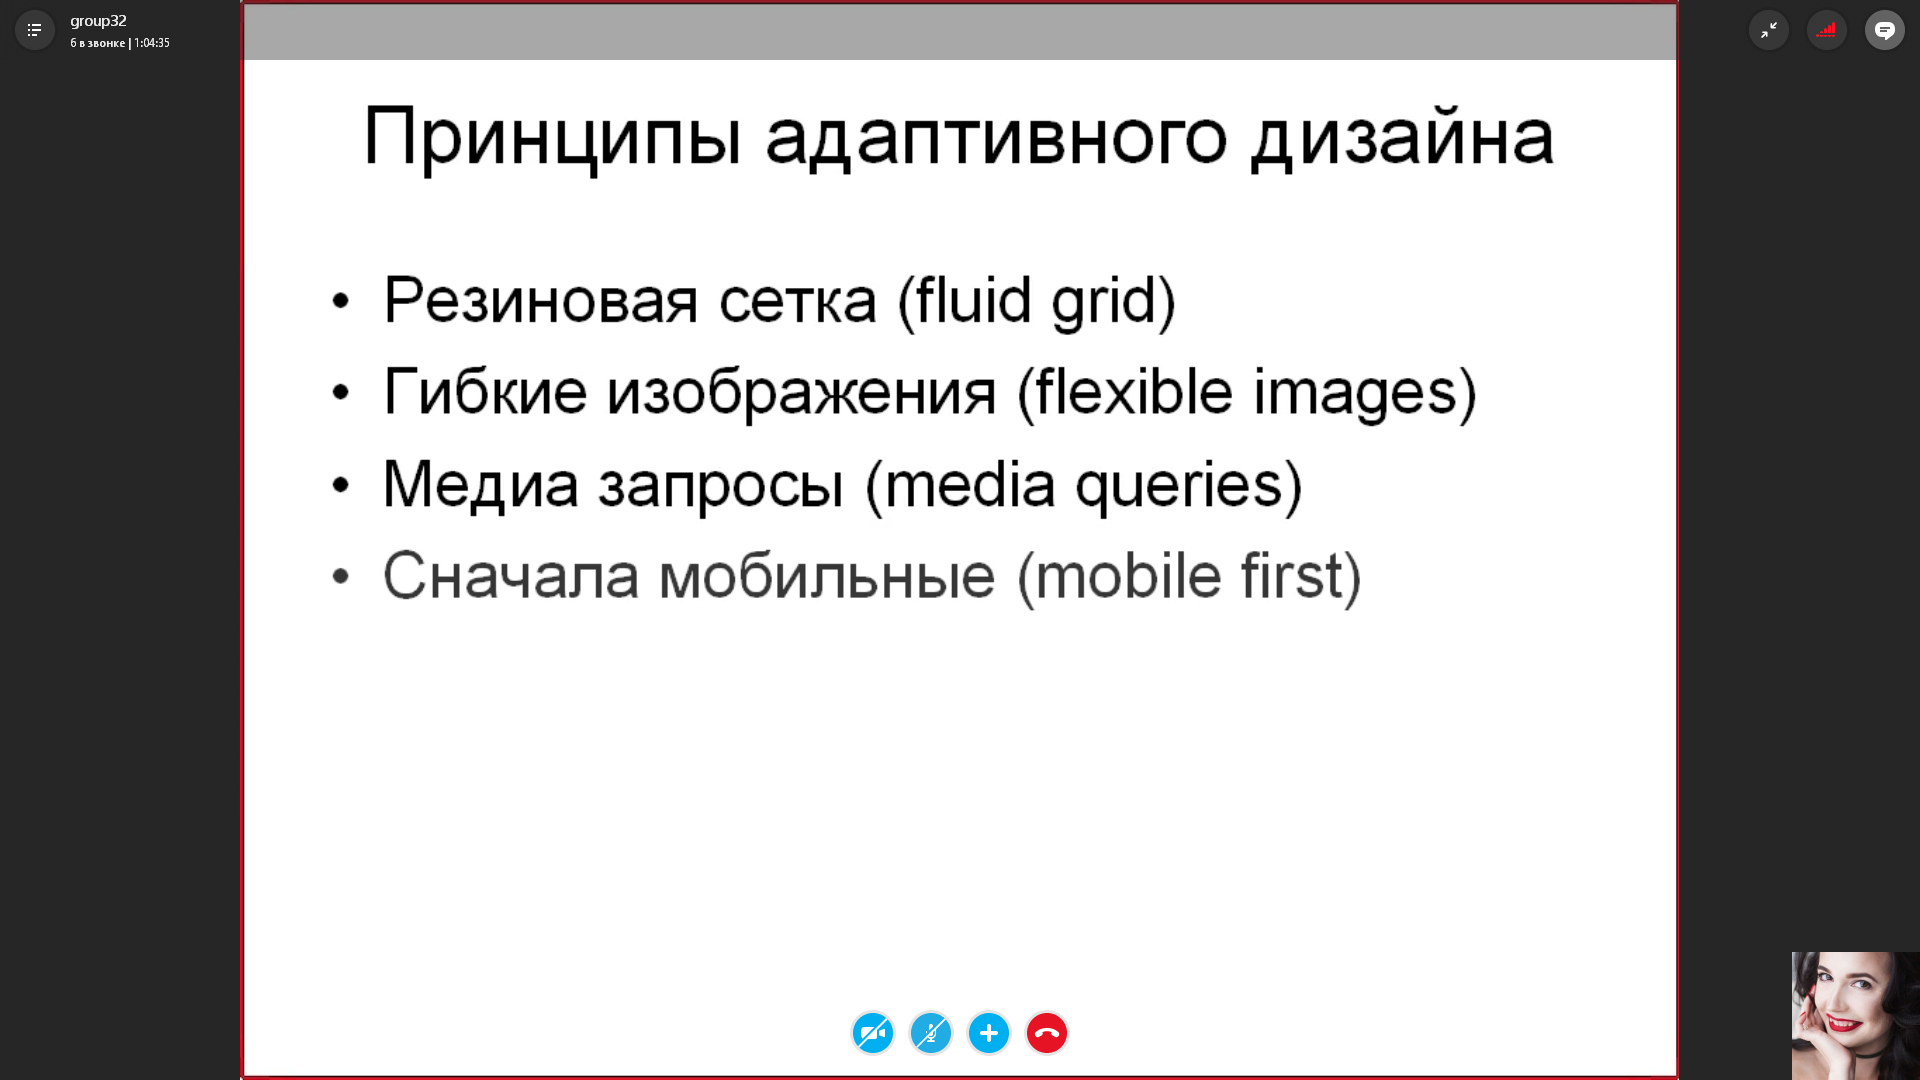 group32
6 в звонке | 1:04:35
Принципы адаптивного дизайна
• Резиновая сетка (fluid grid)
• Гибкие изображения (flexible images)
• Медиа запросы (media queries)
• Сначала мобильные (mobile first)